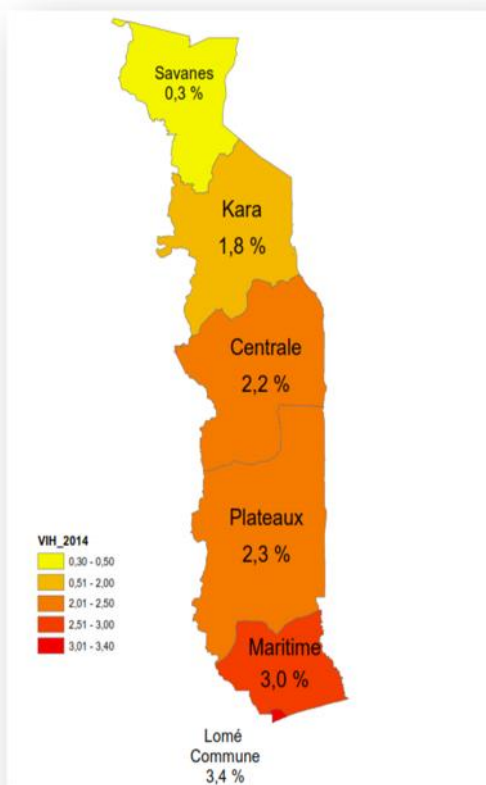 Savanes
0,3 %
Kara
1,8 %
Centrale
2,2 %
Plateaux
2,3 %
VIH_2014
0,30 - 0,50
0,51 - 2,00
2,01 - 2,50
2,51 - 3,00
3,01 - 3,40
Maritime
3,0 %
Lomé
Commune
3,4 %